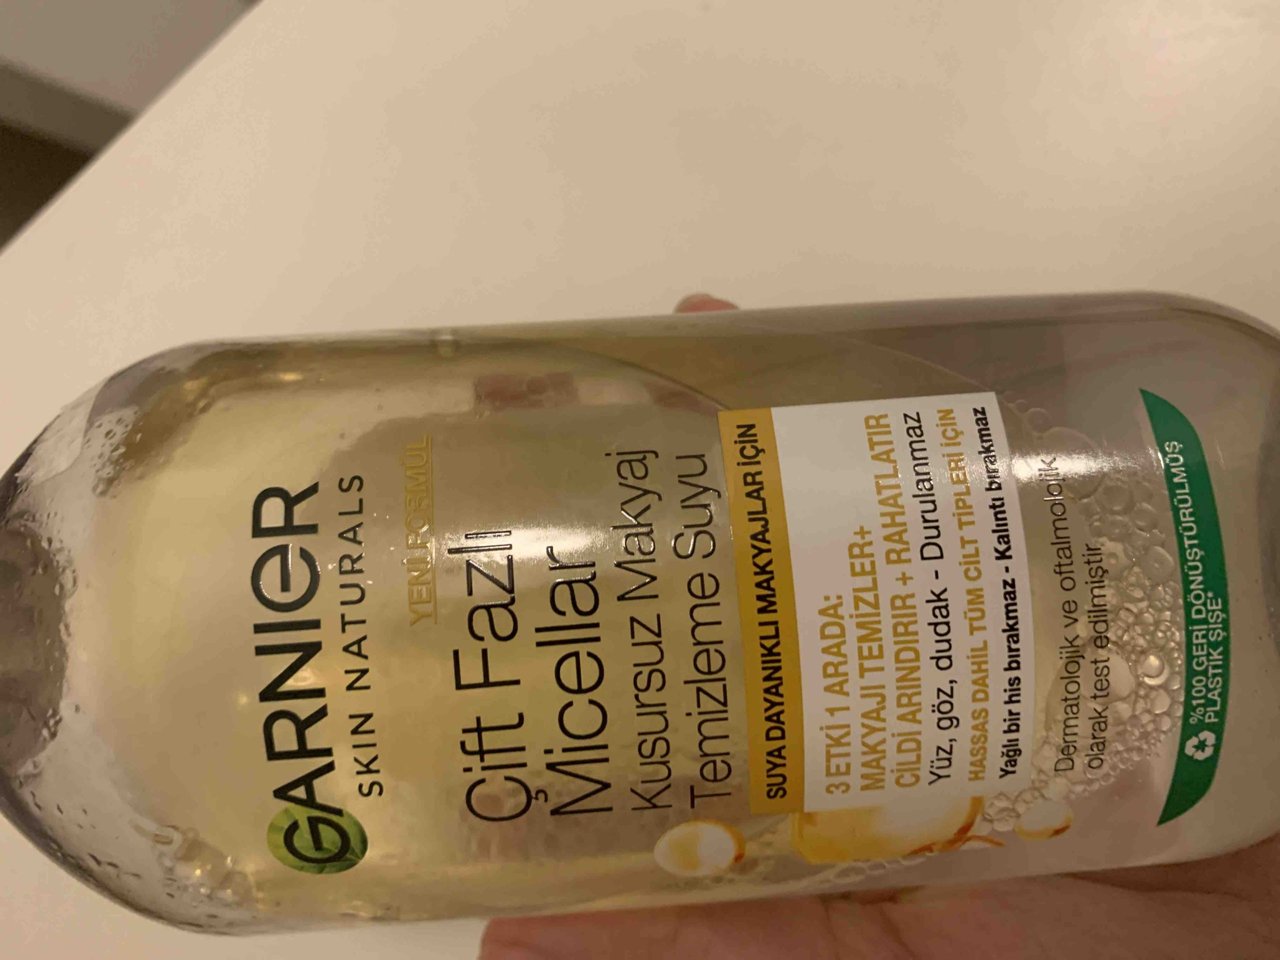 GARNIER
SKIN NATURALS
YENİ FORMÜL
Çift Fazlı
Micellar
Kusursuz Makyaj
Temizleme Suyu
SUYA DAYANIKLI MAKYAJLAR İÇİN
3 ETKİ 1 ARADA:
MAKYAJI TEMİZLER+
CİLDİ ARINDIRIR + RAHATLATIR
Yüz, göz, dudak - Durulanmaz
HASSAS DAHİL TÜM CİLT TİPLERİ İÇİN
Yağlı bir his bırakmaz - Kalıntı bırakmaz
Dermatolojik ve oftalmolojik
olarak test edilmiştir
%100 GERİ DÖNÜŞTÜRÜLMÜŞ
PLASTİK ŞİŞE*